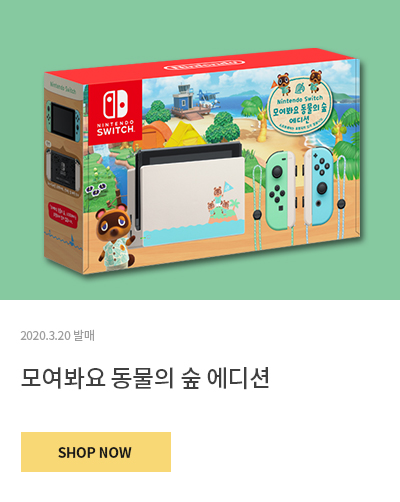 Nintendo
Nintendo Switch
NINTENDO
SWITCH
Nintendo Switch
모여봐요 동물의 숲
에디션
2020.3.20 발매
모여봐요 동물의 숲 에디션
SHOP NOW